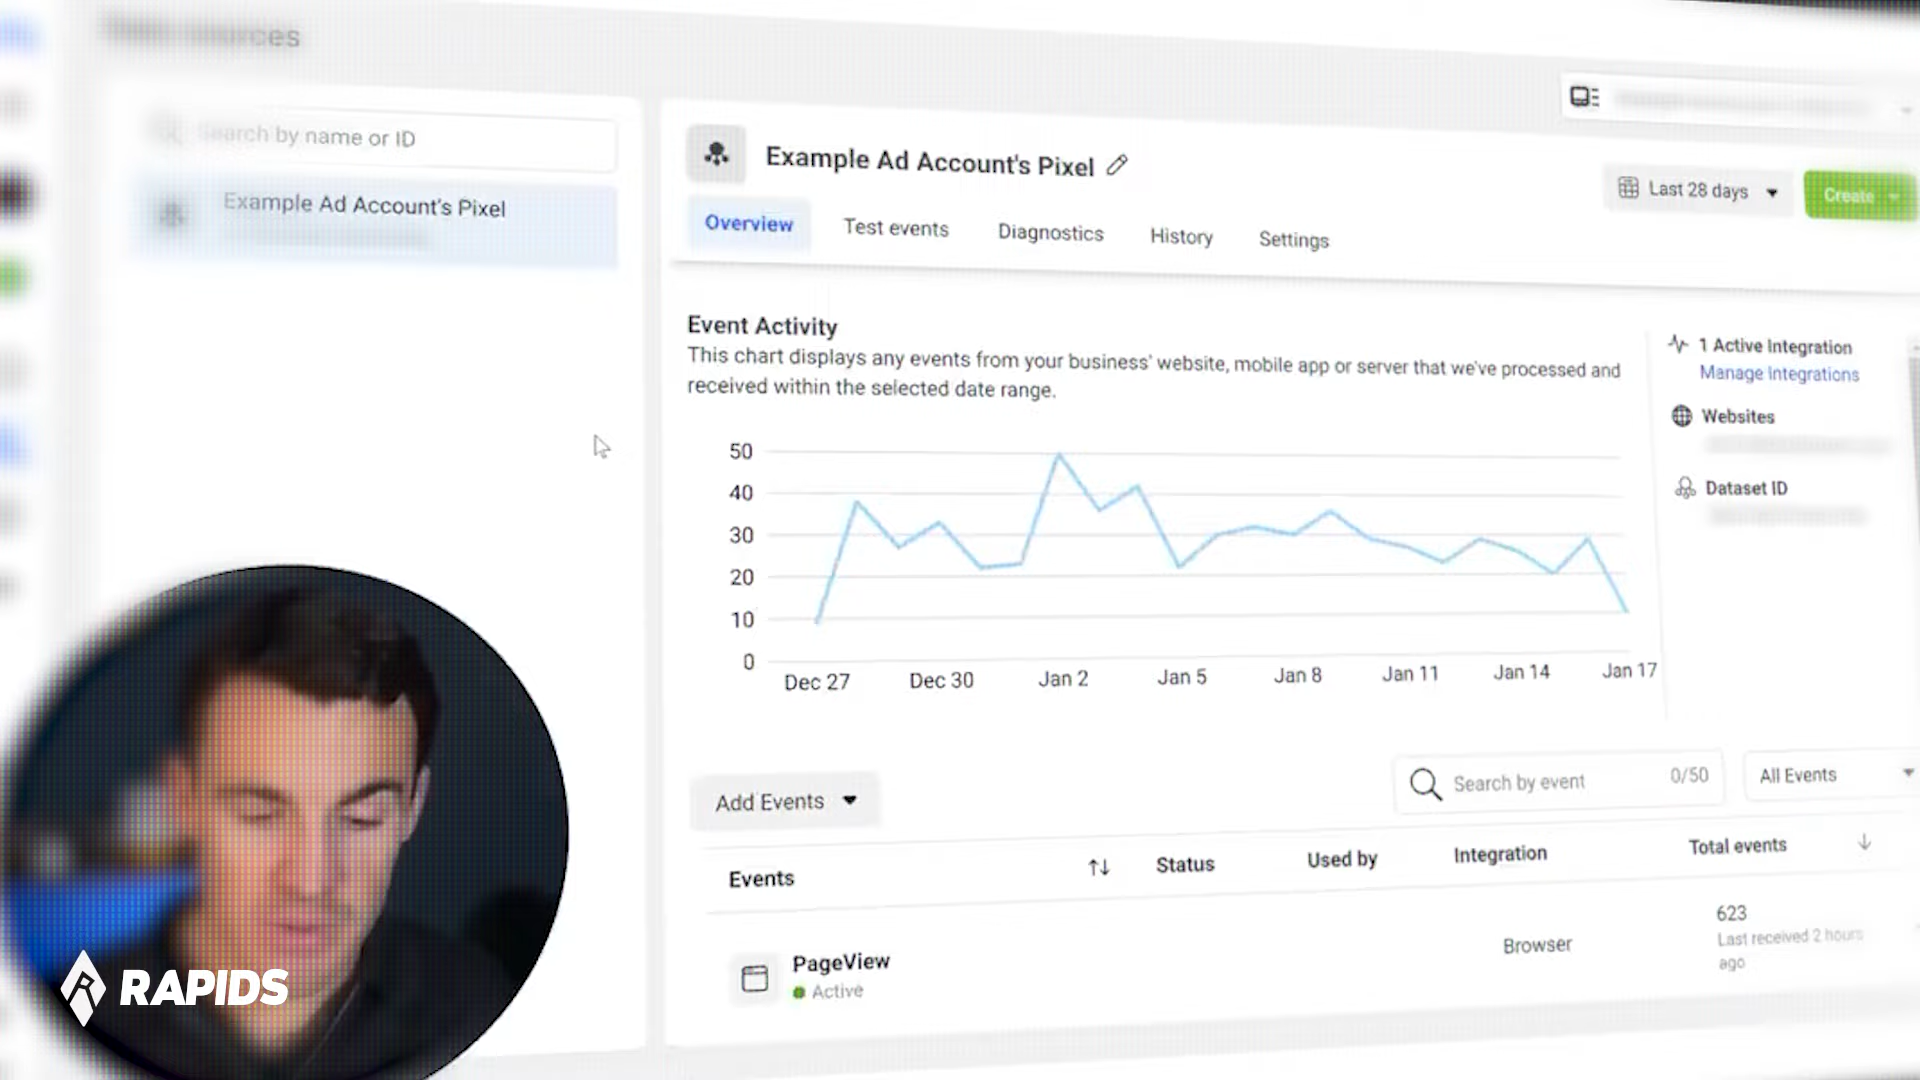 Search by name or ID
Example Ad Account's Pixel
Example Ad Account's Pixel
Last 28 days
Create
Overview
Test events
Diagnostics
History
Settings
Event Activity
This chart displays any events from your business' website, mobile app or server that we've processed and
received within the selected date range.
1 Active Integration
Manage Integrations
Websites
Dataset ID
50
40
30
20
10
0
Dec 27
Dec 30
Jan 2
Jan 5
Jan 8
Jan 11
Jan 14
Jan 17
Add Events
Search by event
0/50
All Events
Events
Status
Used by
Integration
Total events
PageView
Active
Browser
623
Last received 2 hours
ago
RAPIDS